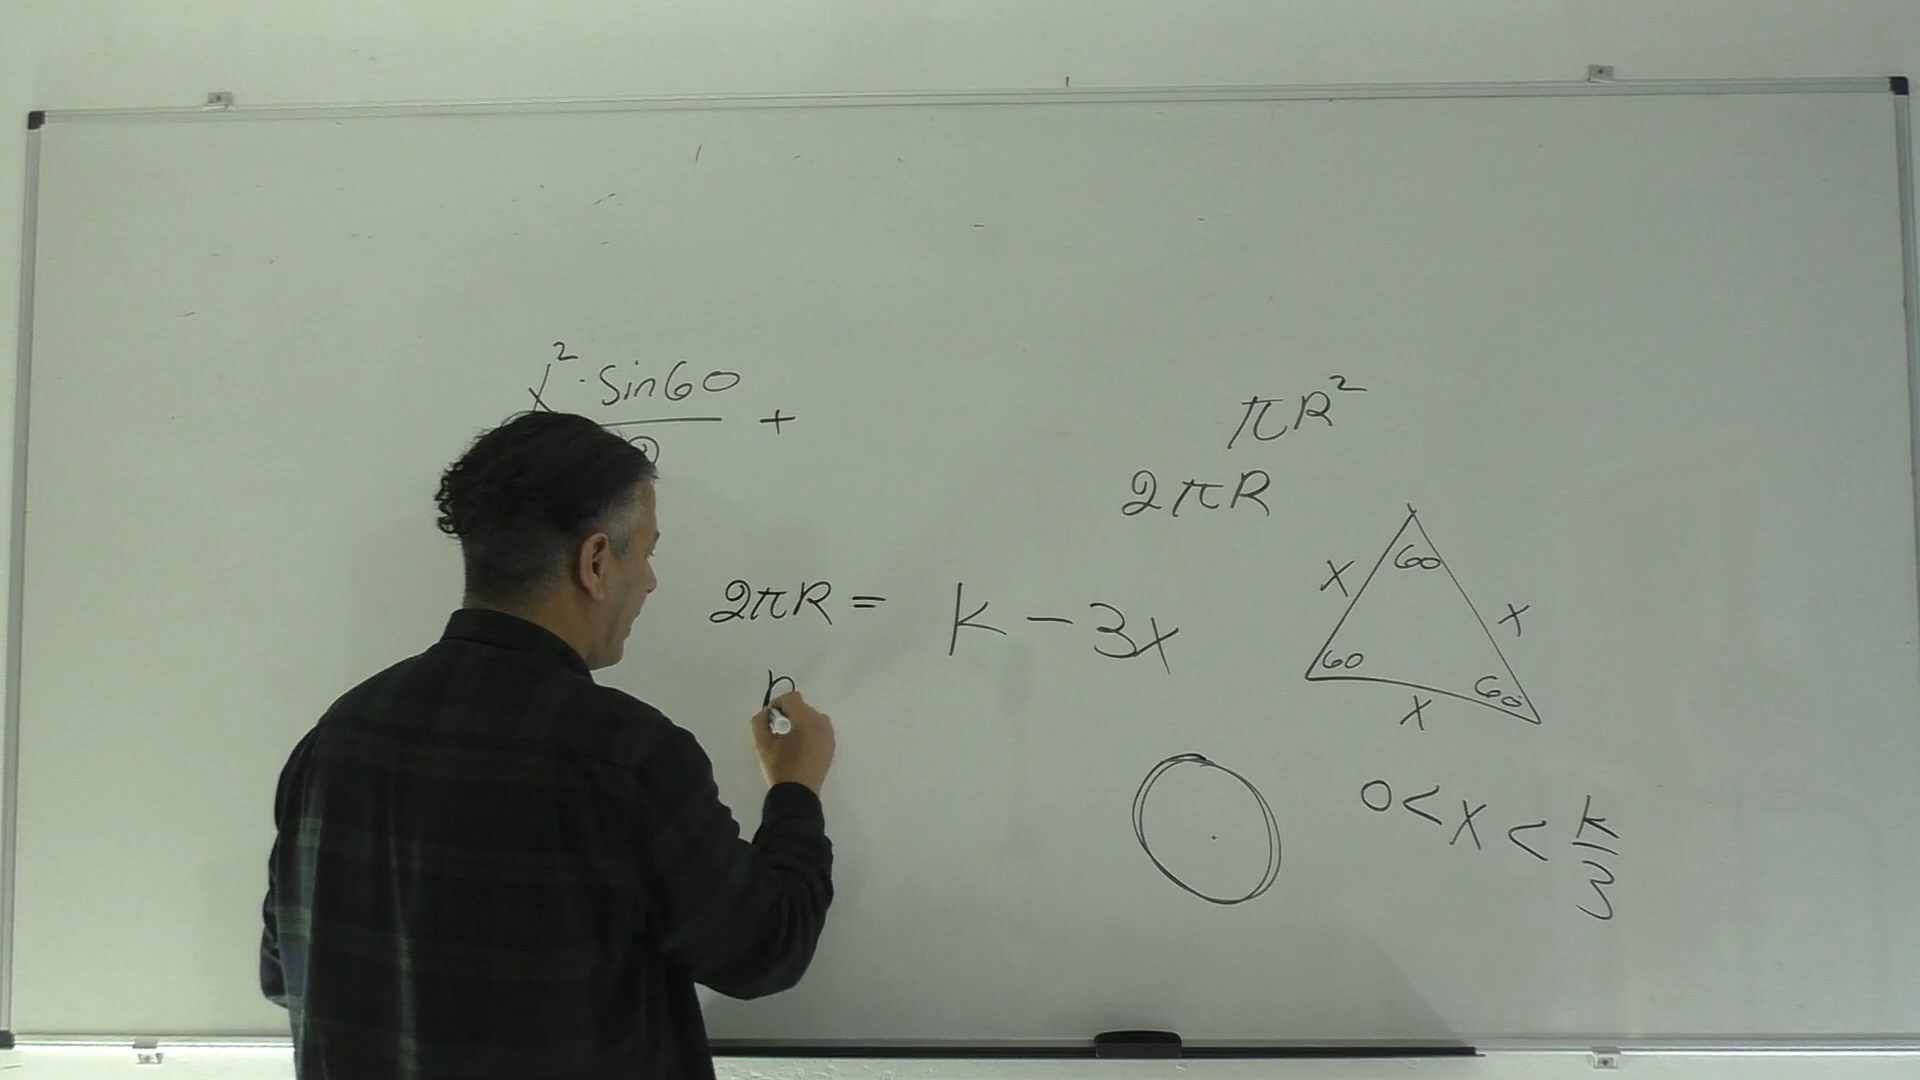 x² · sin60 +
2
πR²
2πR
2πR = k - 3x
R
x 60 x
60 60
x
0 < x < k/3